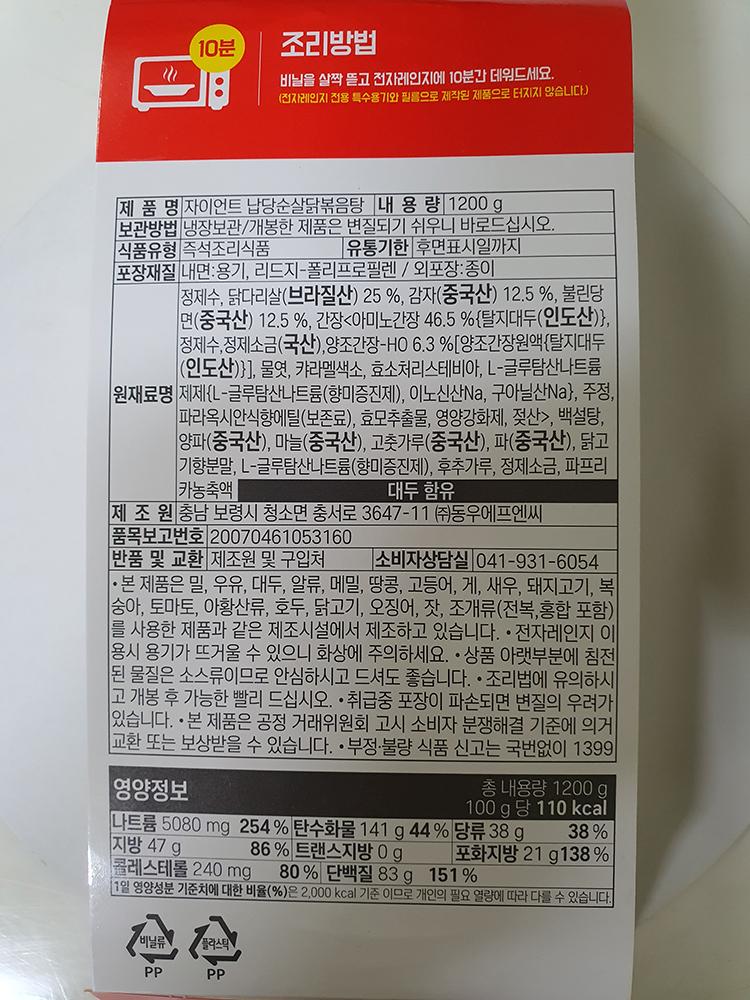 10분
조리방법
비닐을 살짝 뜯고 전자레인지에 10분간 데워드세요.
(전자레인지 전용 특수용기와 필름으로 제작된 제품으로 터지지 않습니다.)
제 품 명 자이언트 납당순살닭볶음탕 내 용 량 1200 g
보관방법 냉장보관/개봉한 제품은 변질되기 쉬우니 바로드십시오.
식품유형 즉석조리식품 유통기한 후면표시일까지
포장재질 내면:용기, 리드지-폴리프로필렌 / 외포장:종이
원재료명
정제수, 닭다리살(브라질산) 25 %, 감자(중국산) 12.5 %, 불린당
면(중국산) 12.5 %, 간장<아미노간장 46.5 %{탈지대두(인도산)},
정제수,정제소금(국산),양조간장-HO 6.3 %[양조간장원액{탈지대두
(인도산)}], 물엿, 캬라멜색소, 효소처리스테비아, L-글루탐산나트륨
제제{L-글루탐산나트륨(향미증진제), 이노신산Na, 구아닐산Na}, 주정,
파라옥시안식향에틸(보존료), 효모추출물, 영양강화제, 젖산>, 백설탕,
양파(중국산), 마늘(중국산), 고춧가루(중국산), 파(중국산), 닭고
기향분말, L-글루탐산나트륨(향미증진제), 후추가루, 정제소금, 파프리
카농축액 대두 함유
제 조 원 충남 보령시 청소면 충서로 3647-11 ㈜동우에프엔씨
품목보고번호 20070461053160
반품 및 교환 제조원 및 구입처 소비자상담실 041-931-6054
•본 제품은 밀, 우유, 대두, 알류, 메밀, 땅콩, 고등어, 게, 새우, 돼지고기, 복
숭아, 토마토, 아황산류, 호두, 닭고기, 오징어, 잣, 조개류(전복,홍합 포함)
를 사용한 제품과 같은 제조시설에서 제조하고 있습니다. •전자레인지 이
용시 용기가 뜨거울 수 있으니 화상에 주의하세요. •상품 아랫부분에 침전
된 물질은 소스류이므로 안심하시고 드셔도 좋습니다. •조리법에 유의하시
고 개봉 후 가능한 빨리 드십시오. •취급중 포장이 파손되면 변질의 우려가
있습니다. •본 제품은 공정 거래위원회 고시 소비자 분쟁해결 기준에 의거
교환 또는 보상받을 수 있습니다. •부정·불량 식품 신고는 국번없이 1399
영양정보 총 내용량 1200 g
100 g 당 110 kcal
나트륨 5080 mg 254 % 탄수화물 141 g 44 % 당류 38 g 38 %
지방 47 g 86 % 트랜스지방 0 g 포화지방 21 g 138 %
콜레스테롤 240 mg 80 % 단백질 83 g 151 %
1일 영양성분 기준치에 대한 비율(%)은 2,000 kcal 기준 이므로 개인의 필요 열량에 따라 다를 수 있습니다.
비닐류 플라스틱
PP PP